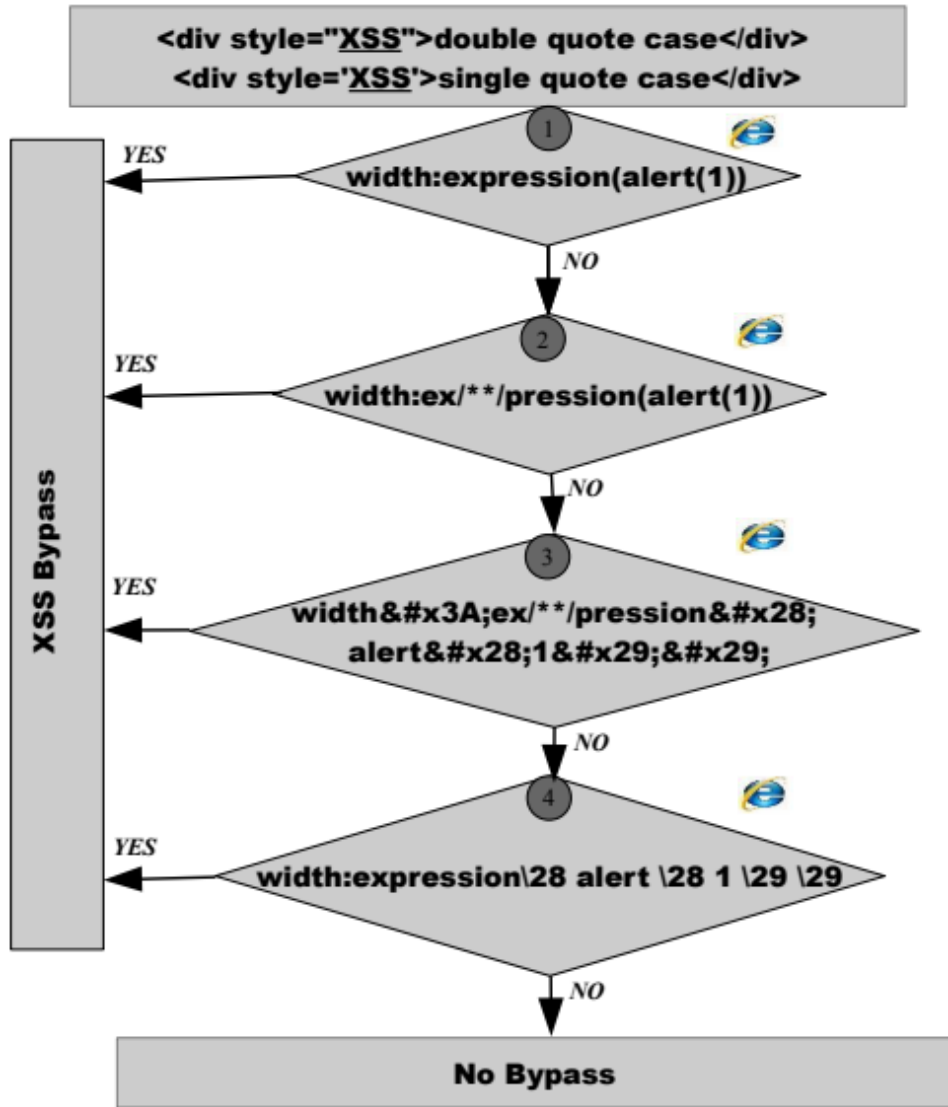 <div style="XSS">double quote case</div>
<div style='XSS'>single quote case</div>
1
YES
width:expression(alert(1))
NO
2
YES
width:ex/**/pression(alert(1))
NO
XSS Bypass
3
YES
width&#x3A;ex/**/pression&#x28;
alert&#x28;1&#x29;&#x29;
NO
4
YES
width:expression\28 alert \28 1 \29 \29
NO
No Bypass